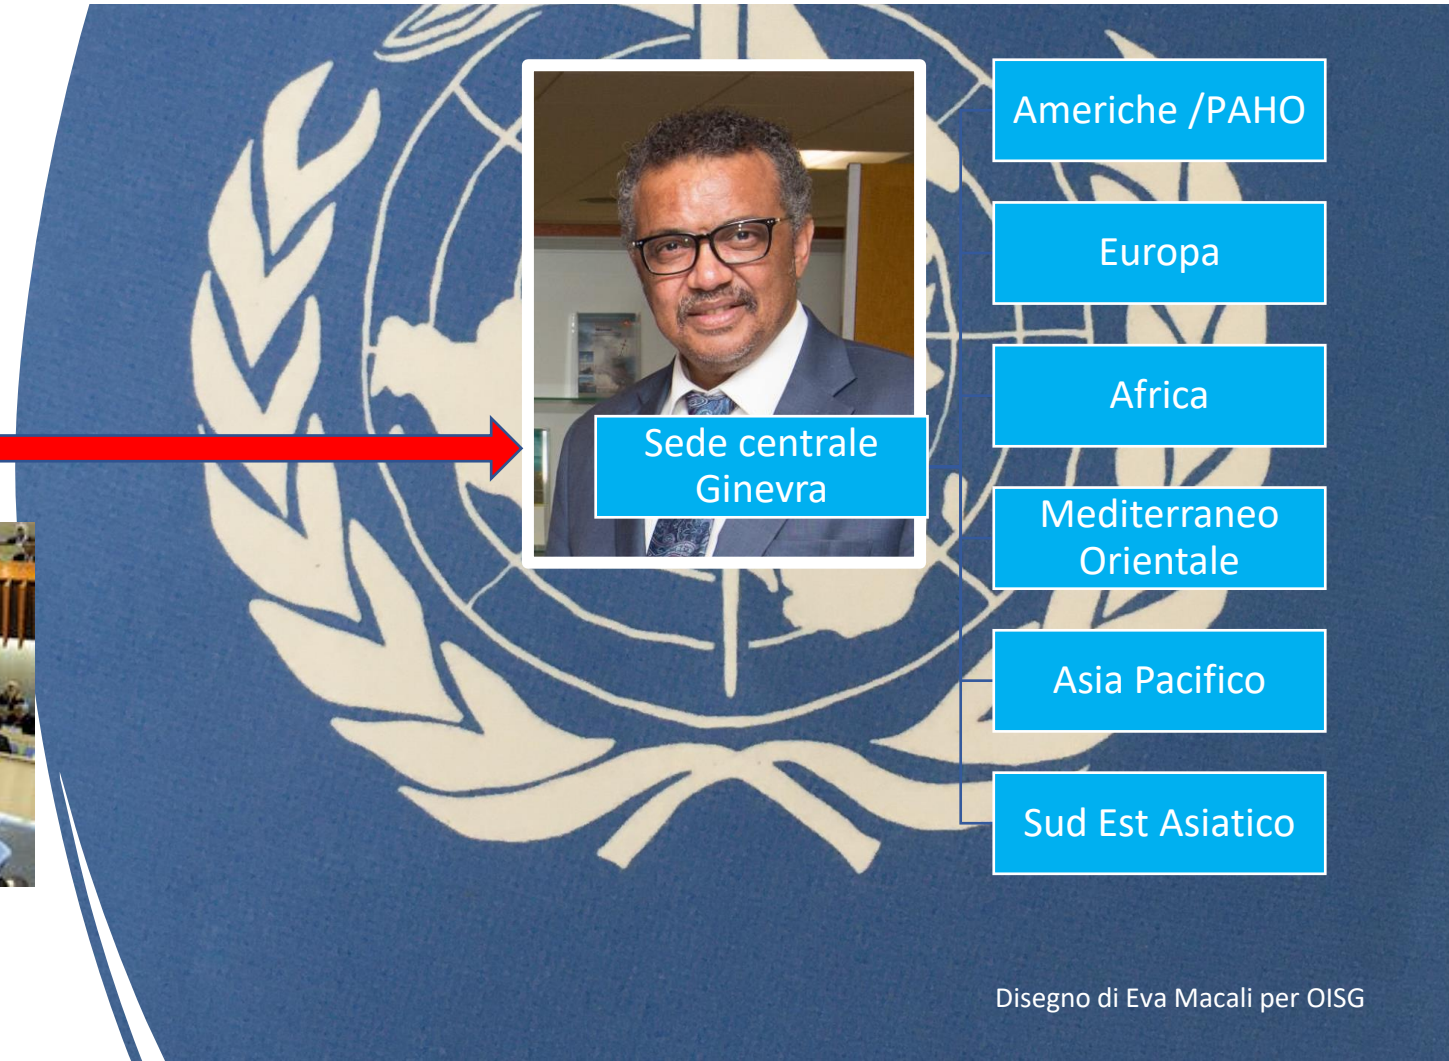 Americhe /PAHO
Europa
Africa
Sede centrale
Ginevra
Mediterraneo
Orientale
Asia Pacifico
Sud Est Asiatico
Disegno di Eva Macali per OISG